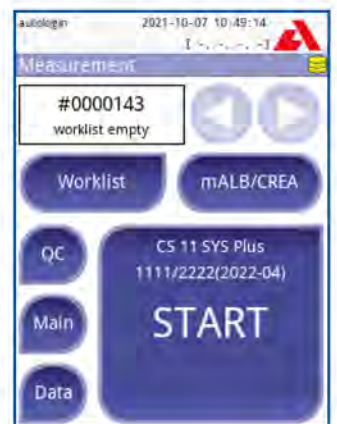 autologin 2021-10-07 10:49:14
[ -, -, -, -]
Measurement
#0000143
worklist empty
Worklist mALB/CREA
QC
CS 11 SYS Plus
1111/2222(2022-04)
START
Main
Data